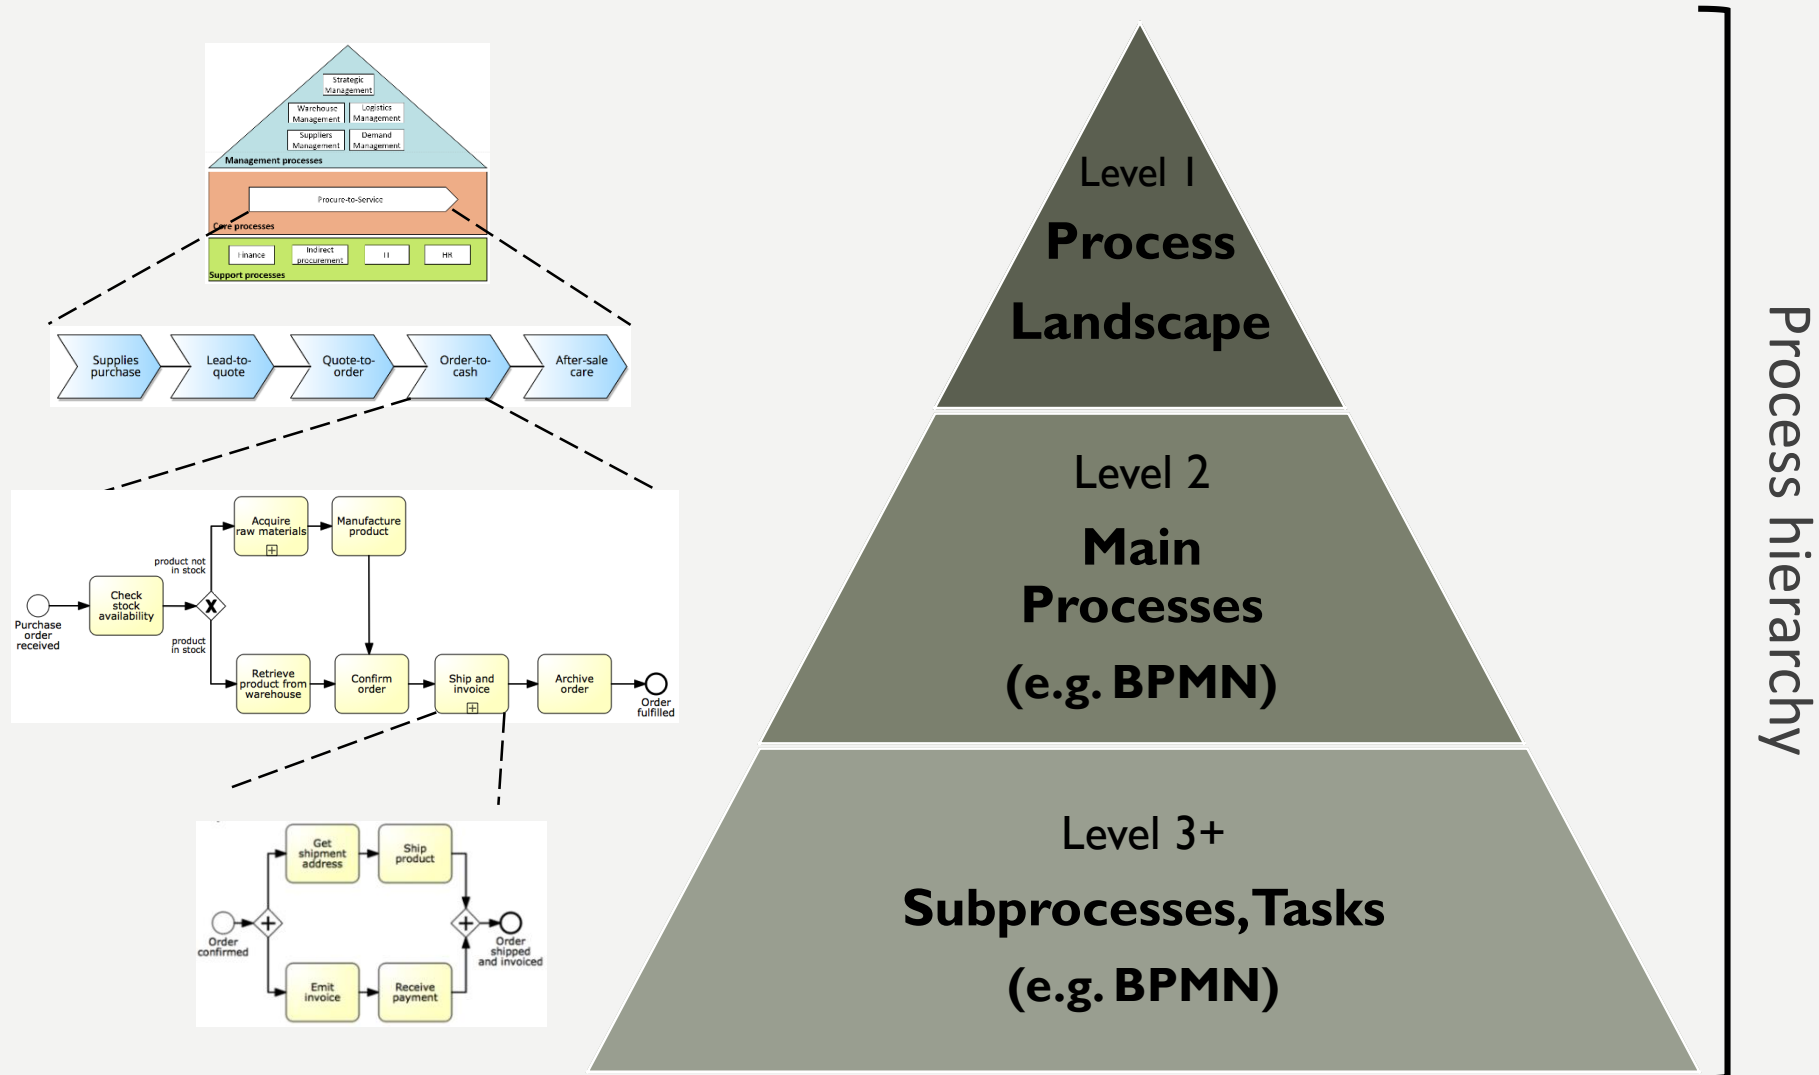 Strategic
Management
Warehouse
Management
Logistics
Management
Suppliers
Management
Demand
Management
Management processes
Procure-to-Service
Core processes
Finance
Indirect
procurement
IT
HR
Support processes
Supplies
purchase
Lead-to-
quote
Quote-to-
order
Order-to-
cash
After-sale
care
Purchase
order
received
Check
stock
availability
X
product not
in stock
product
in stock
Acquire
raw materials
Manufacture
product
Retrieve
product from
warehouse
Confirm
order
Ship and
invoice
Archive
order
Order
fulfilled
Order
confirmed
Get
shipment
address
Ship
product
Emit
invoice
Receive
payment
Order
shipped
and invoiced
Level 1
Process
Landscape
Level 2
Main
Processes
(e.g. BPMN)
Level 3+
Subprocesses, Tasks
(e.g. BPMN)
Process hierarchy